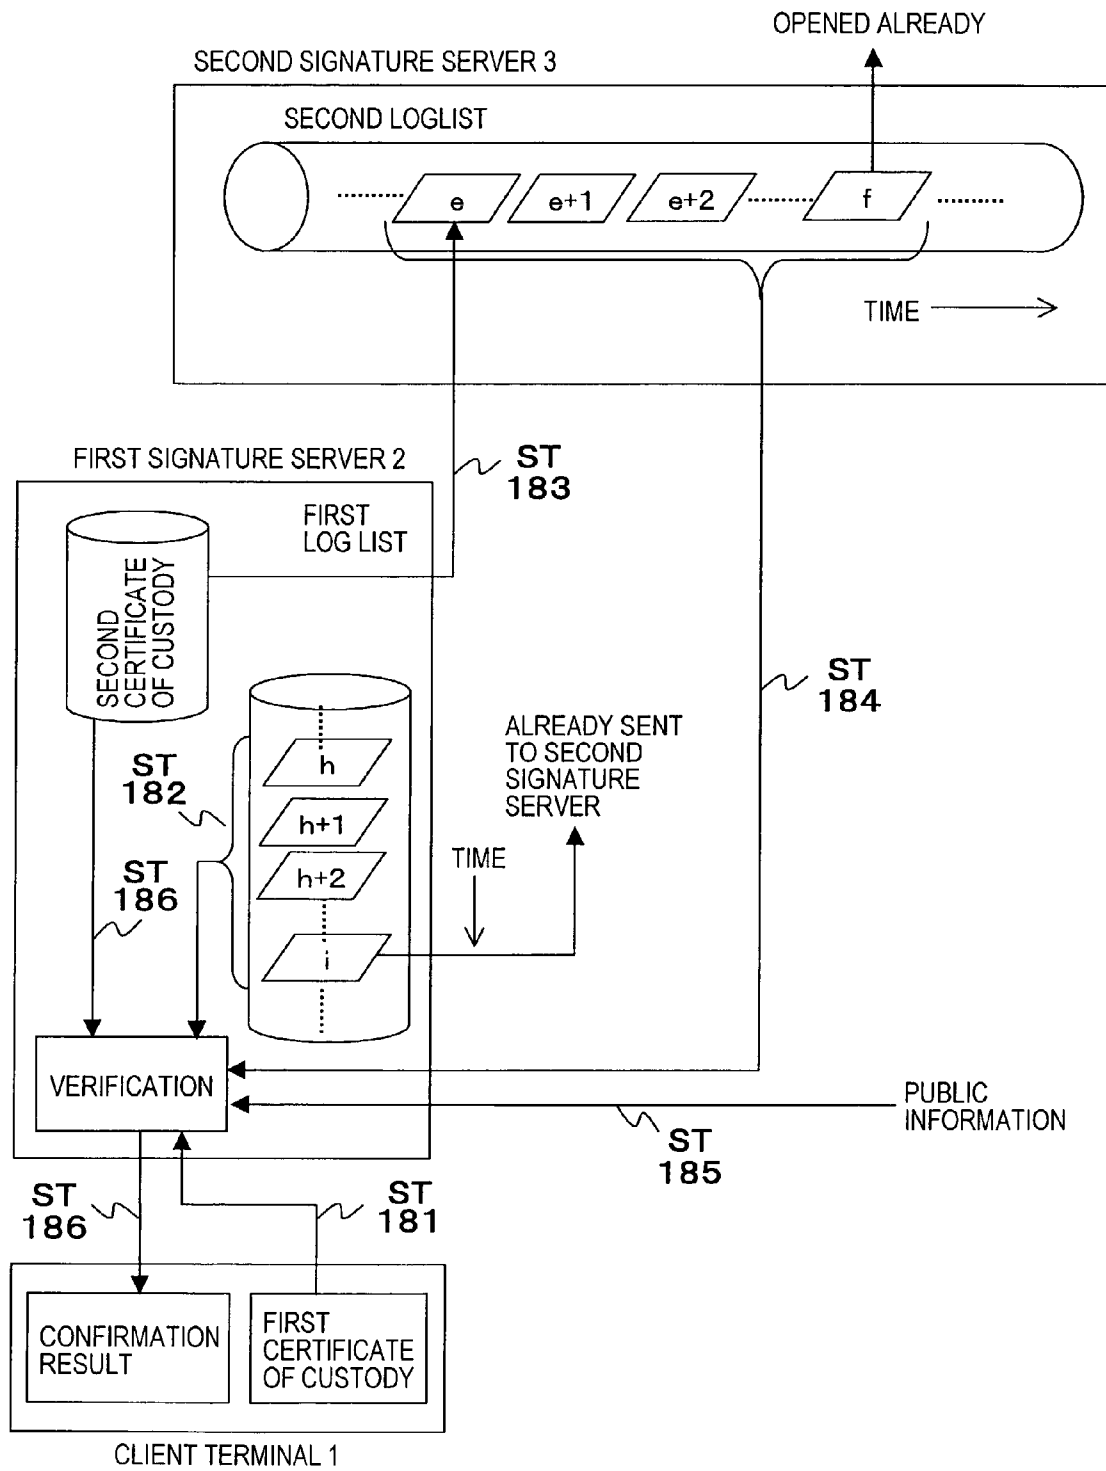 OPENED ALREADY
SECOND SIGNATURE SERVER 3
SECOND LOGLIST
e
e+1
e+2
f
TIME
FIRST SIGNATURE SERVER 2
ST
183
FIRST
LOG LIST
SECOND
CERTIFICATE
OF CUSTODY
ST
184
ALREADY SENT
TO SECOND
SIGNATURE
SERVER
ST
182
h
h+1
h+2
i
TIME
ST
186
VERIFICATION
PUBLIC
INFORMATION
ST
185
ST
186
ST
181
CONFIRMATION
RESULT
FIRST
CERTIFICATE
OF CUSTODY
CLIENT TERMINAL 1